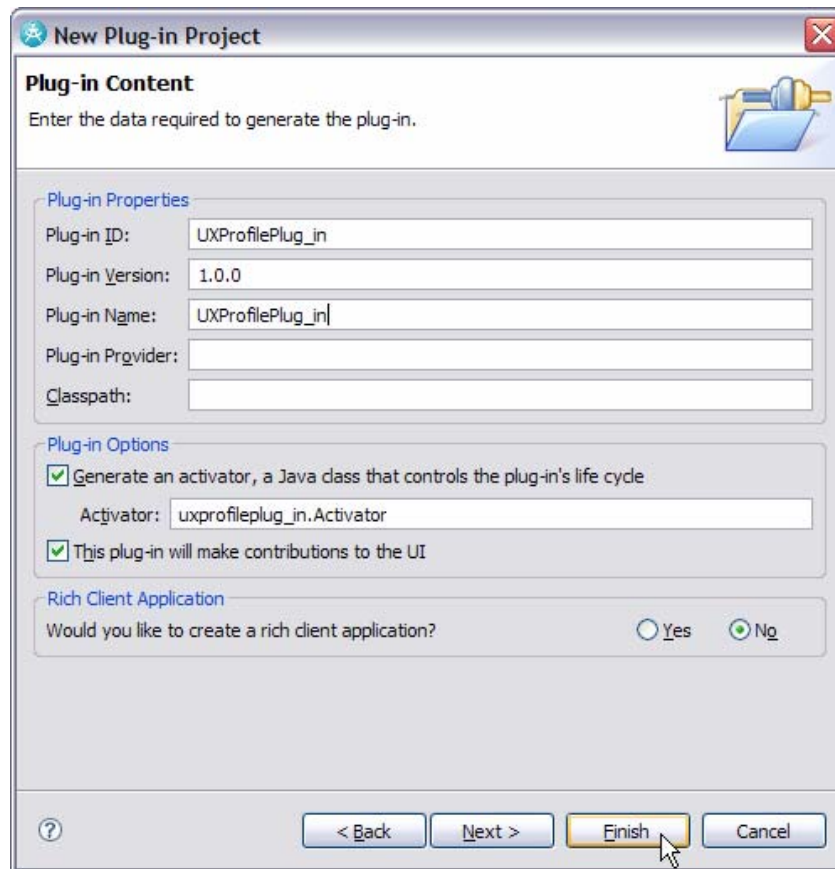 New Plug-in Project
Plug-in Content
Enter the data required to generate the plug-in.
Plug-in Properties
Plug-in ID: UXProfilePlug_in
Plug-in Version: 1.0.0
Plug-in Name: UXProfilePlug_in
Plug-in Provider:
Classpath:
Plug-in Options
Generate an activator, a Java class that controls the plug-in's life cycle
Activator: uxprofileplug_in.Activator
This plug-in will make contributions to the UI
Rich Client Application
Would you like to create a rich client application? Yes No
? < Back Next > Finish Cancel